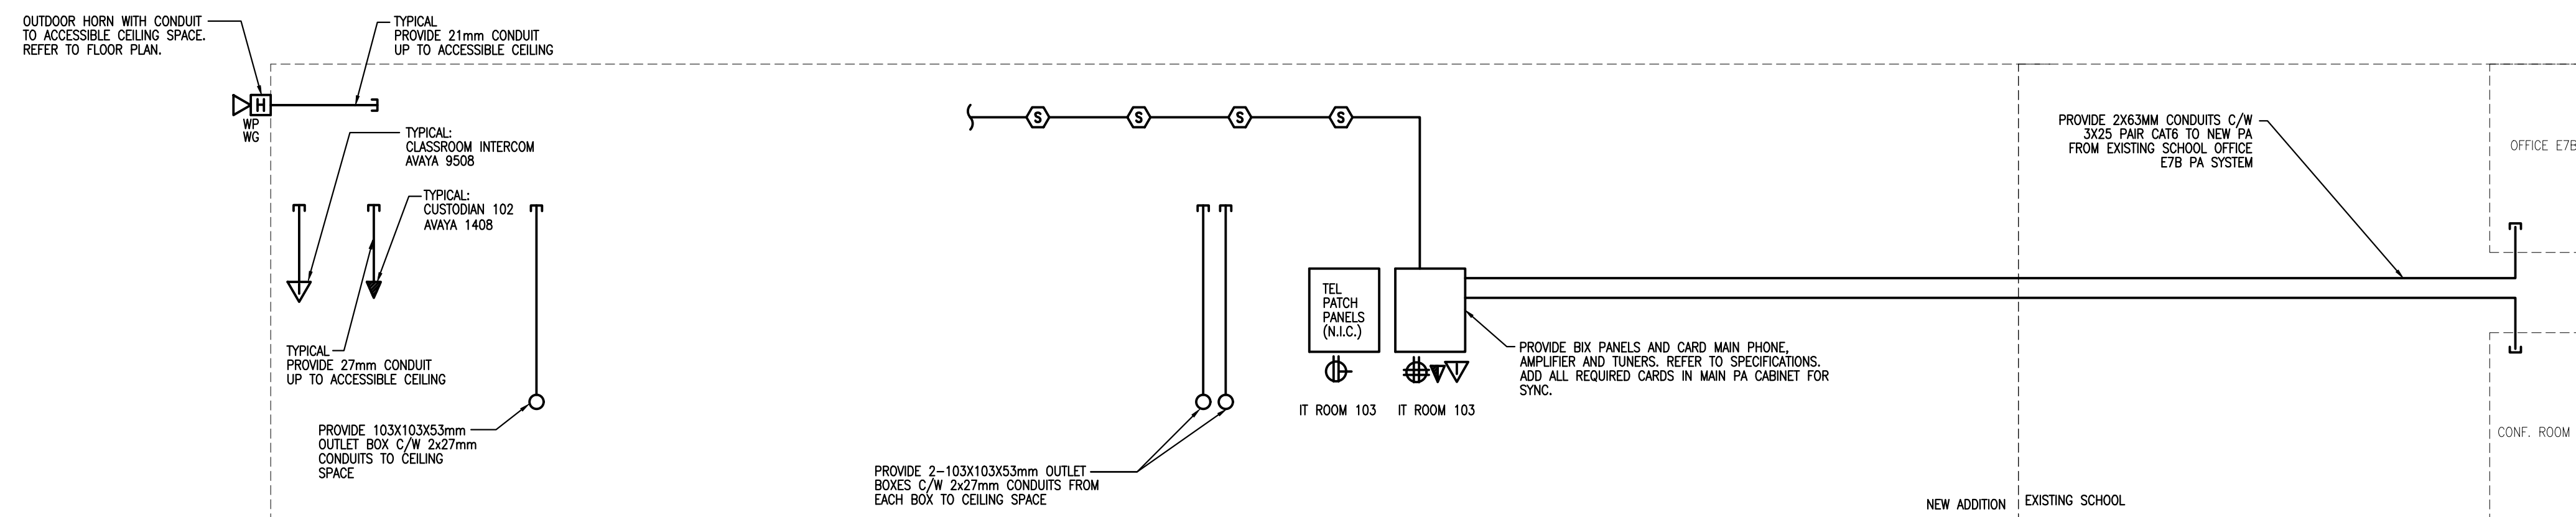 OUTDOOR HORN WITH CONDUIT
TO ACCESSIBLE CEILING SPACE.
REFER TO FLOOR PLAN.
TYPICAL
PROVIDE 21mm CONDUIT
UP TO ACCESSIBLE CEILING
H
WP
WG
TYPICAL:
CLASSROOM INTERCOM
AVAYA 9508
TYPICAL:
CUSTODIAN 102
AVAYA 1408
TYPICAL
PROVIDE 27mm CONDUIT
UP TO ACCESSIBLE CEILING
PROVIDE 103X103X53mm
OUTLET BOX C/W 2x27mm
CONDUITS TO CEILING
SPACE
S
S
S
S
PROVIDE 2-103X103X53mm OUTLET
BOXES C/W 2x27mm CONDUITS FROM
EACH BOX TO CEILING SPACE
TEL
PATCH
PANELS
(N.I.C.)
IT ROOM 103
IT ROOM 103
PROVIDE BIX PANELS AND CARD MAIN PHONE,
AMPLIFIER AND TUNERS. REFER TO SPECIFICATIONS.
ADD ALL REQUIRED CARDS IN MAIN PA CABINET FOR
SYNC.
PROVIDE 2X63MM CONDUITS C/W
3X25 PAIR CAT6 TO NEW PA
FROM EXISTING SCHOOL OFFICE
E7B PA SYSTEM
OFFICE E7B
CONF. ROOM
NEW ADDITION
EXISTING SCHOOL